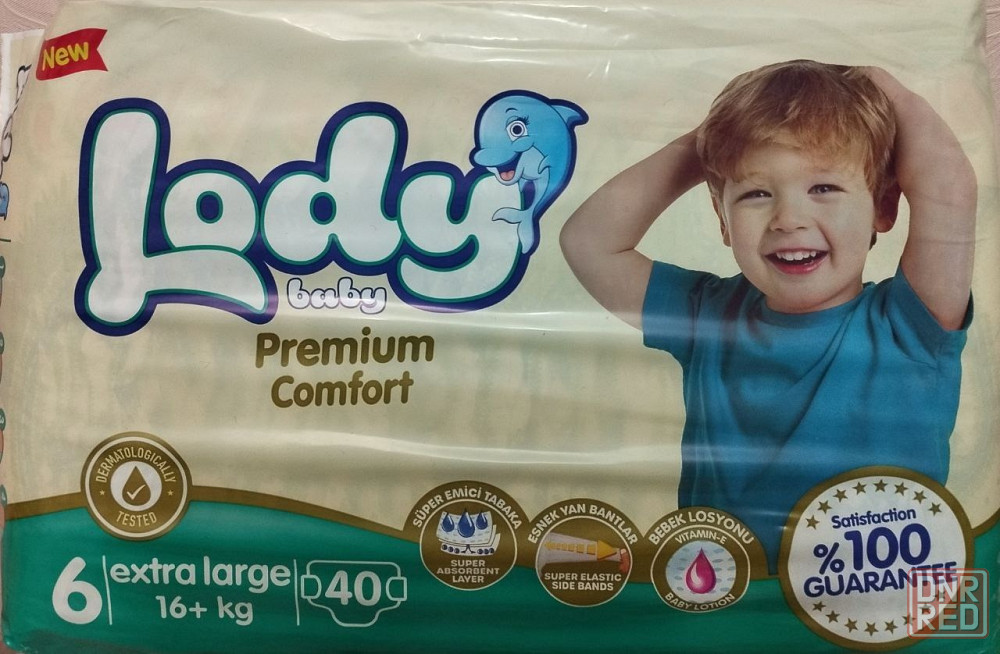 New
Lody
baby
Premium
Comfort
DERMATOLOGICALLY
TESTED
6
extra large
16+ kg
40
SÜPER EMİCİ TABAKA
SUPER
ABSORBENT
LAYER
ESNEK YAN BANTLAR
SUPER ELASTIC
SIDE BANDS
BEBEK LOSYONU
VITAMIN-E
BABY LOTION
Satisfaction
%100
GUARANTEE
DNR
RED